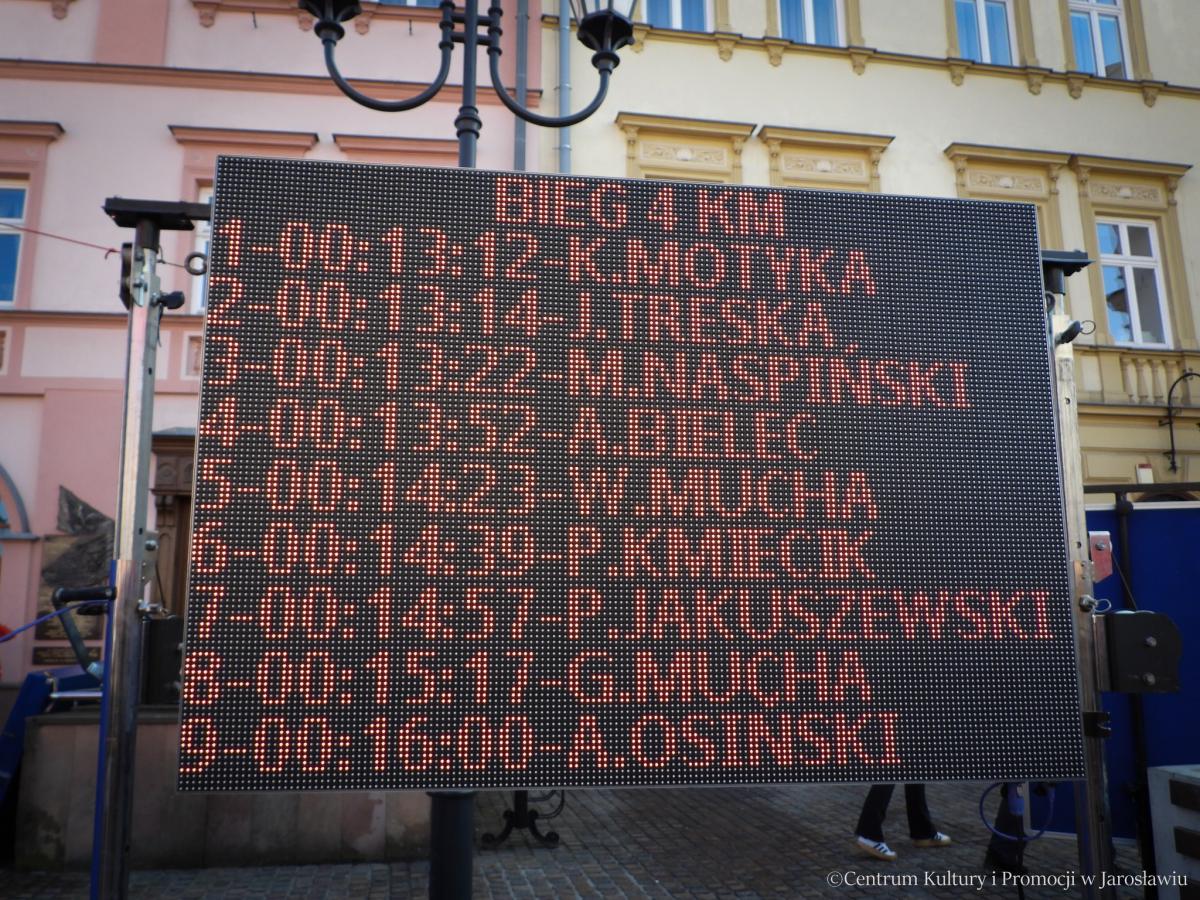 BIEG 4 KM
1-00:13:12-K.MOTYKA
2-00:13:14-J.TRESKA
3-00:13:22-M.NASPIŃSKI
4-00:13:52-A.BIELEC
5-00:14:23-W.MUCHA
6-00:14:39-P.KMIECIK
7-00:14:57-P.JAKUSZEWSKI
8-00:15:17-G.MUCHA
9-00:16:00-A.OSIŃSKI
©Centrum Kultury i Promocji w Jarosławiu